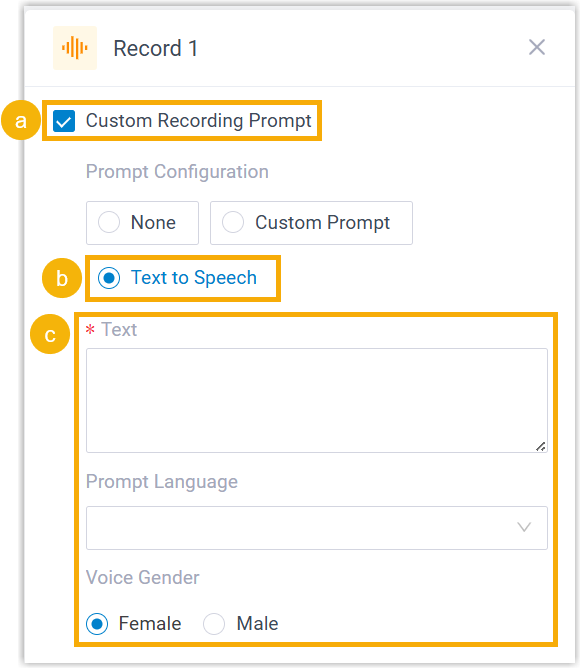 Record 1
a
Custom Recording Prompt
Prompt Configuration
None
Custom Prompt
b
Text to Speech
c
* Text
Prompt Language
Voice Gender
Female
Male